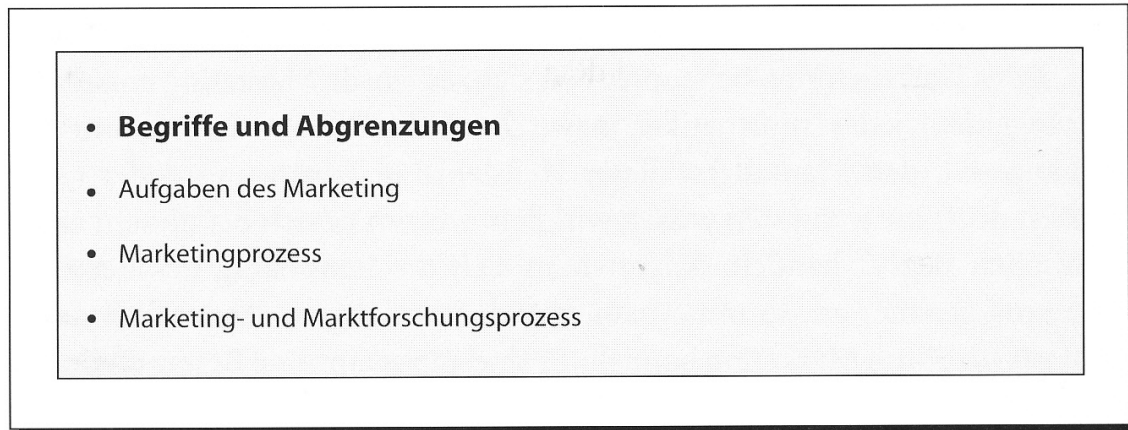 • Begriffe und Abgrenzungen
• Aufgaben des Marketing
• Marketingprozess
• Marketing- und Marktforschungsprozess